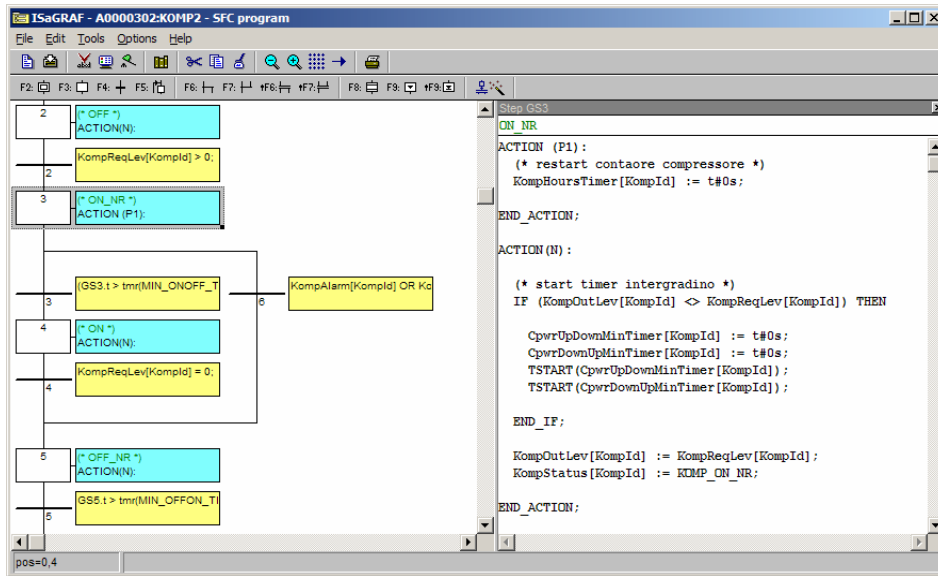 ISaGRAF - A0000302:KOMP2 - SFC program
File Edit Tools Options Help
F2: F3: F4: F5: F6: F7: ↑F6: ↑F7: F8: F9: ↑F9:
2
(* OFF *)
ACTION(N):
KompReqLev[KompId] > 0;
2
3
(* ON_NR *)
ACTION (P1):
(GS3.t > tmr(MIN_ONOFF_T
3
KompAlarm[KompId] OR Ko
6
4
(* ON *)
ACTION(N):
KompReqLev[KompId] = 0;
4
5
(* OFF_NR *)
ACTION(N):
GS5.t > tmr(MIN_OFFON_TI
5
Step GS3
ON_NR
ACTION (P1):
(* restart contaore compressore *)
KompHoursTimer[KompId] := t#0s;
END_ACTION;
ACTION(N):
(* start timer intergradino *)
IF (KompOutLev[KompId] <> KompReqLev[KompId]) THEN
CpwrUpDownMinTimer[KompId] := t#0s;
CpwrDownUpMinTimer[KompId] := t#0s;
TSTART(CpwrUpDownMinTimer[KompId]);
TSTART(CpwrDownUpMinTimer[KompId]);
END_IF;
KompOutLev[KompId] := KompReqLev[KompId];
KompStatus[KompId] := KOMP_ON_NR;
END_ACTION;
pos=0,4